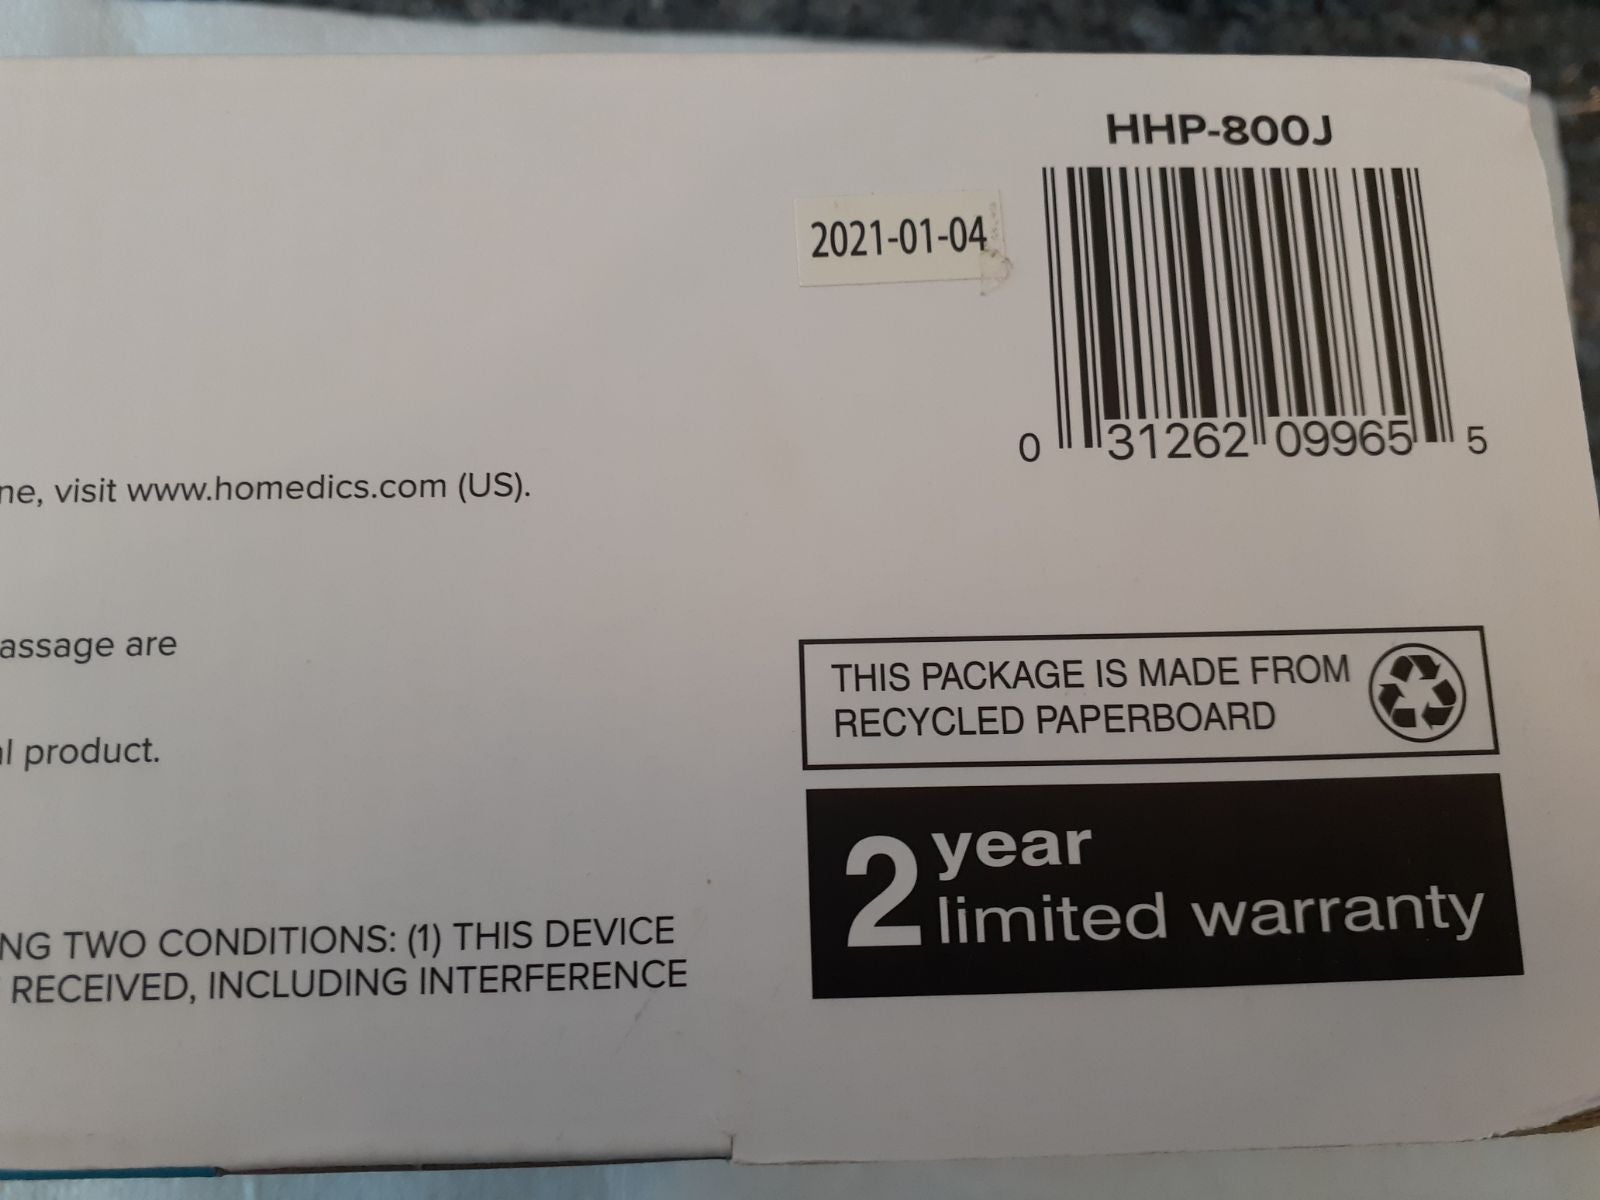 HHP-800J
2021-01-04
0 31262 09965 5
ne, visit www.homedics.com (US).
assage are
THIS PACKAGE IS MADE FROM
RECYCLED PAPERBOARD
al product.
2 year
limited warranty
NG TWO CONDITIONS: (1) THIS DEVICE
RECEIVED, INCLUDING INTERFERENCE